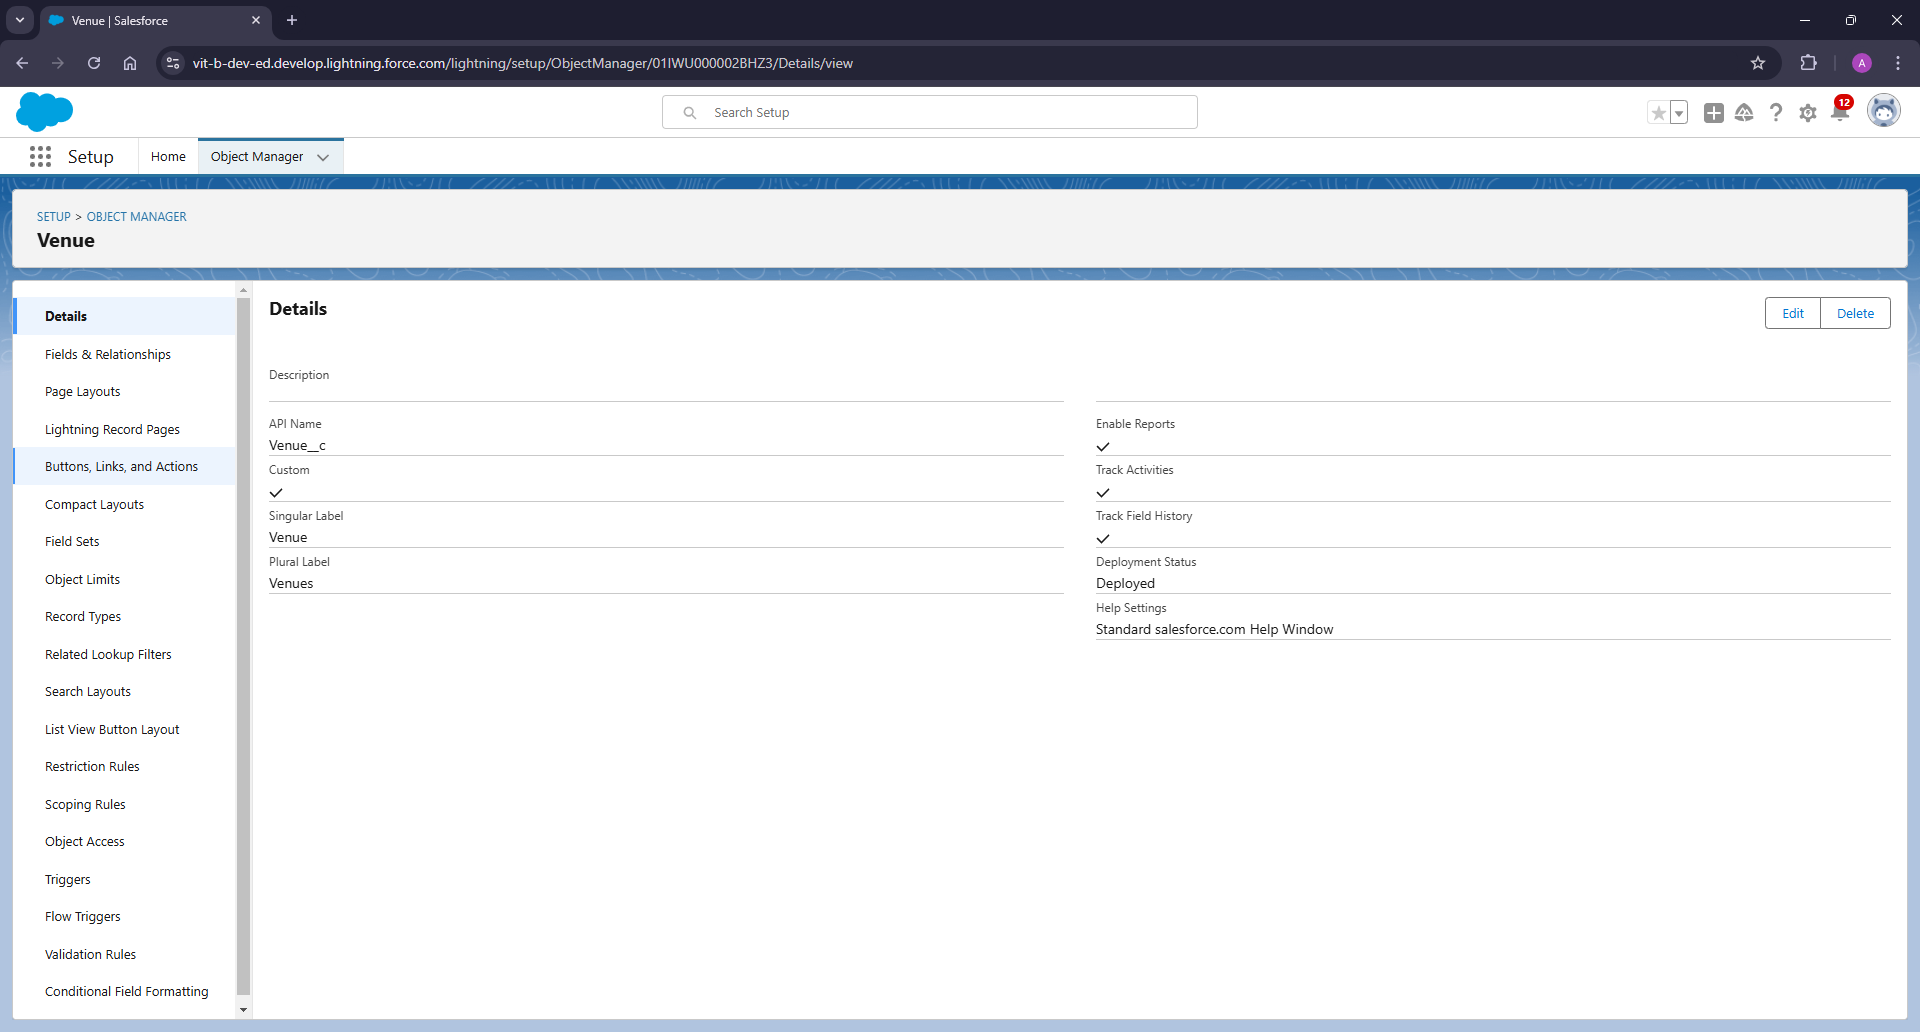 Venue | Salesforce
vit-b-dev-ed.develop.lightning.force.com/lightning/setup/ObjectManager/01IWU000002BHZ3/Details/view
A
Search Setup
12
Setup
Home
Object Manager
SETUP > OBJECT MANAGER
Venue
Details
Fields & Relationships
Page Layouts
Lightning Record Pages
Buttons, Links, and Actions
Compact Layouts
Field Sets
Object Limits
Record Types
Related Lookup Filters
Search Layouts
List View Button Layout
Restriction Rules
Scoping Rules
Object Access
Triggers
Flow Triggers
Validation Rules
Conditional Field Formatting
Details
Edit
Delete
Description
API Name
Venue__c
Custom
Singular Label
Venue
Plural Label
Venues
Enable Reports
Track Activities
Track Field History
Deployment Status
Deployed
Help Settings
Standard salesforce.com Help Window